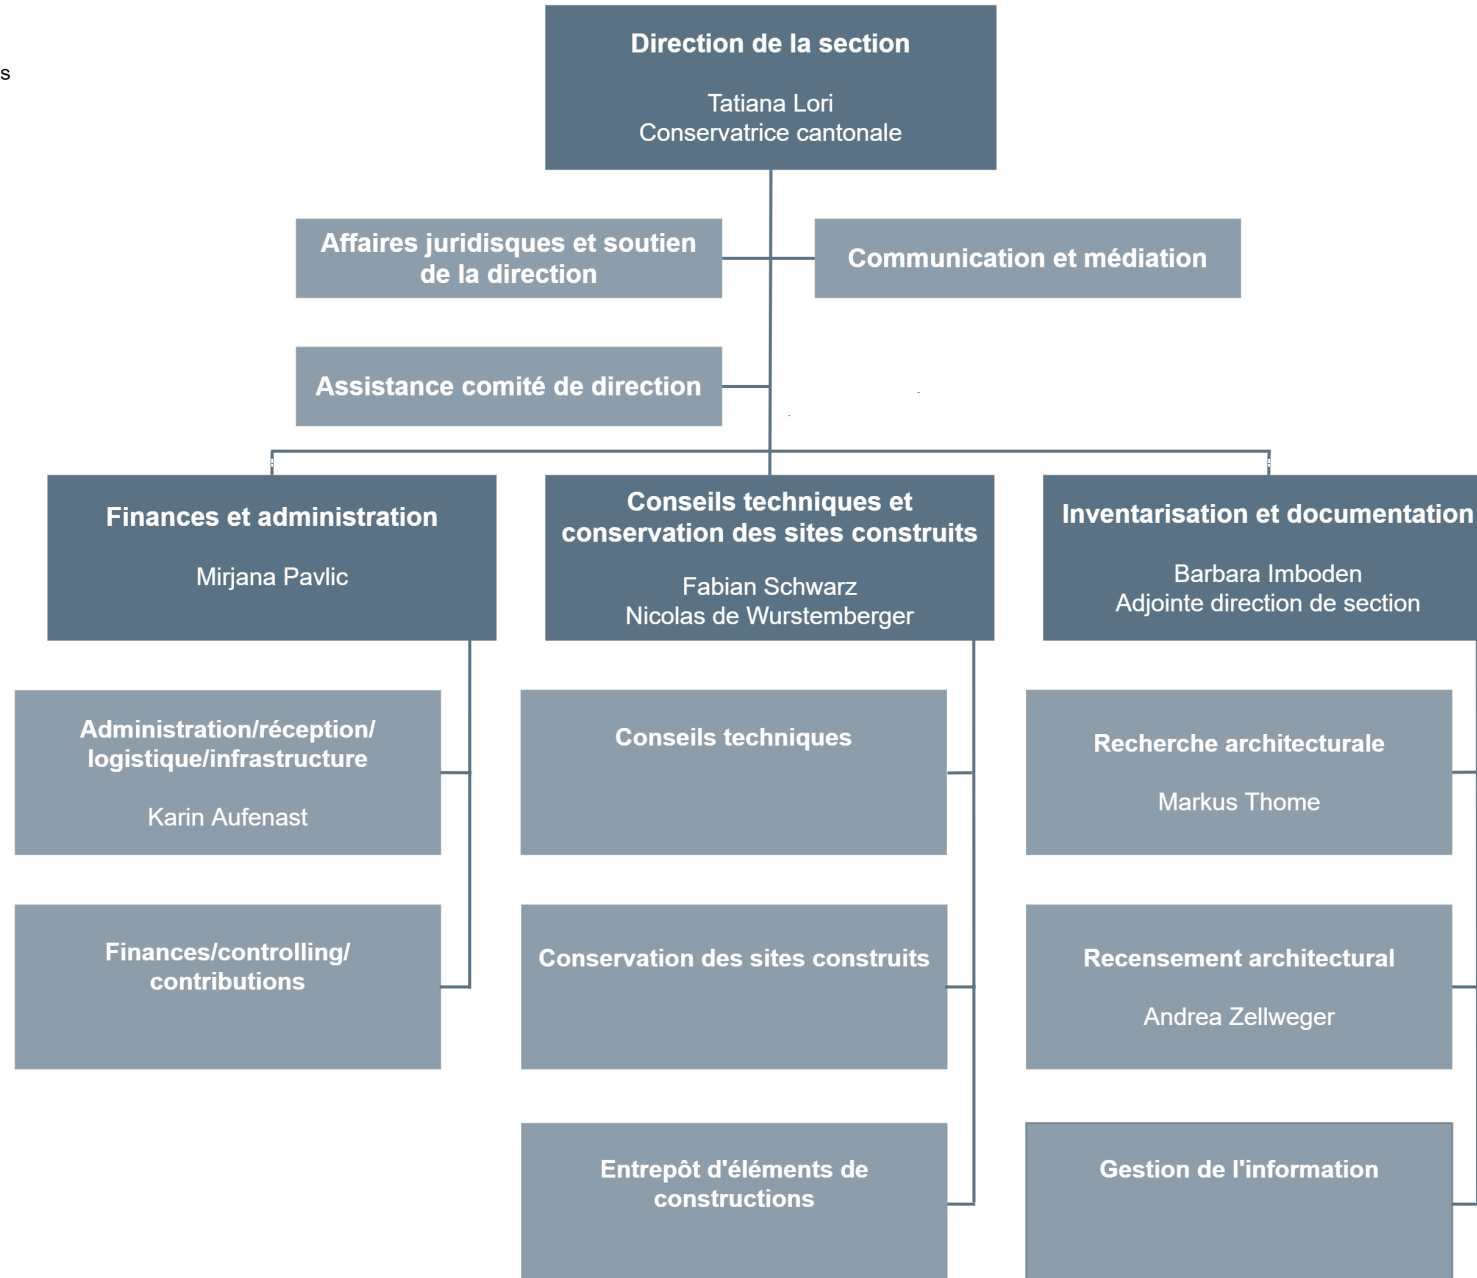 s
Direction de la section
Tatiana Lori
Conservatrice cantonale
Affaires juridisques et soutien
de la direction
Communication et médiation
Assistance comité de direction
Finances et administration
Mirjana Pavlic
Conseils techniques et
conservation des sites construits
Fabian Schwarz
Nicolas de Wurstemberger
Inventarisation et documentation
Barbara Imboden
Adjointe direction de section
Administration/réception/
logistique/infrastructure
Karin Aufenast
Conseils techniques
Recherche architecturale
Markus Thome
Finances/controlling/
contributions
Conservation des sites construits
Recensement architectural
Andrea Zellweger
Entrepôt d'éléments de
constructions
Gestion de l'information